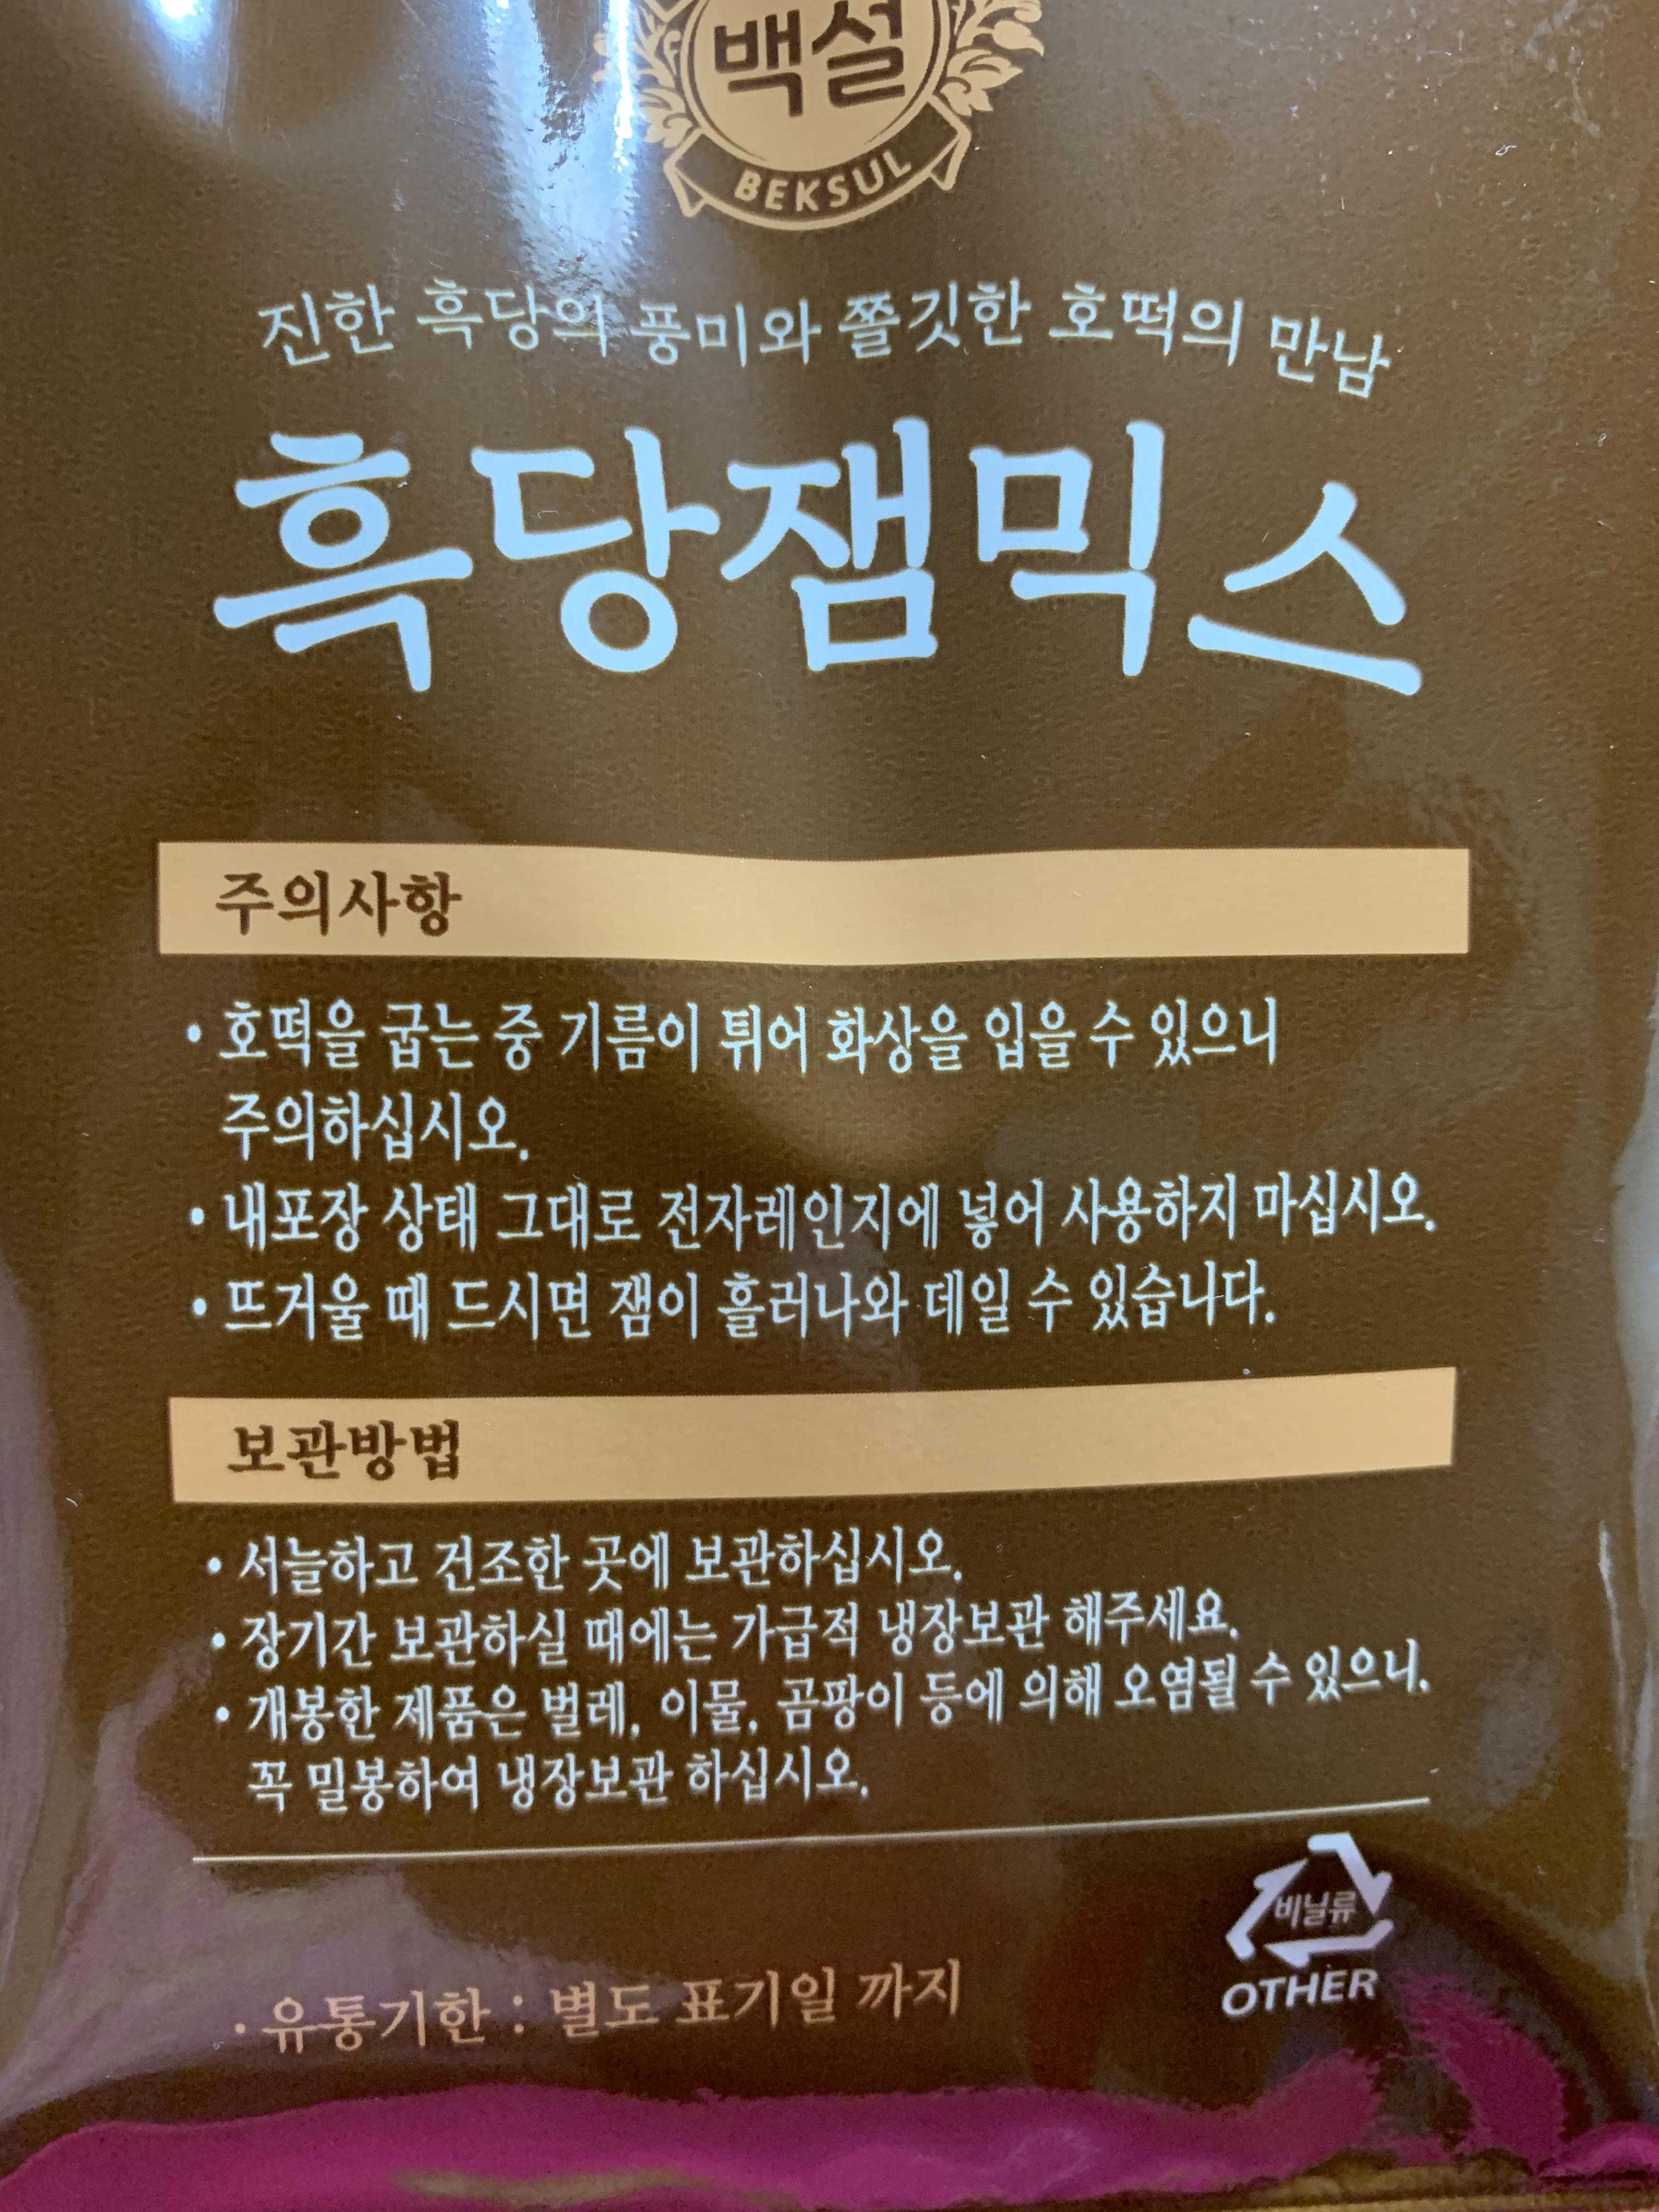 백설
BEKSUL
진한 흑당의 풍미와 쫄깃한 호떡의 만남
흑당잼믹스
주의사항
• 호떡을 굽는 중 기름이 튀어 화상을 입을 수 있으니
주의하십시오.
• 내포장 상태 그대로 전자레인지에 넣어 사용하지 마십시오.
• 뜨거울 때 드시면 잼이 흘러나와 데일 수 있습니다.
보관방법
• 서늘하고 건조한 곳에 보관하십시오.
• 장기간 보관하실 때에는 가급적 냉장보관 해주세요.
• 개봉한 제품은 벌레, 이물, 곰팡이 등에 의해 오염될 수 있으니,
꼭 밀봉하여 냉장보관 하십시오.
비닐류
OTHER
· 유통기한 : 별도 표기일 까지